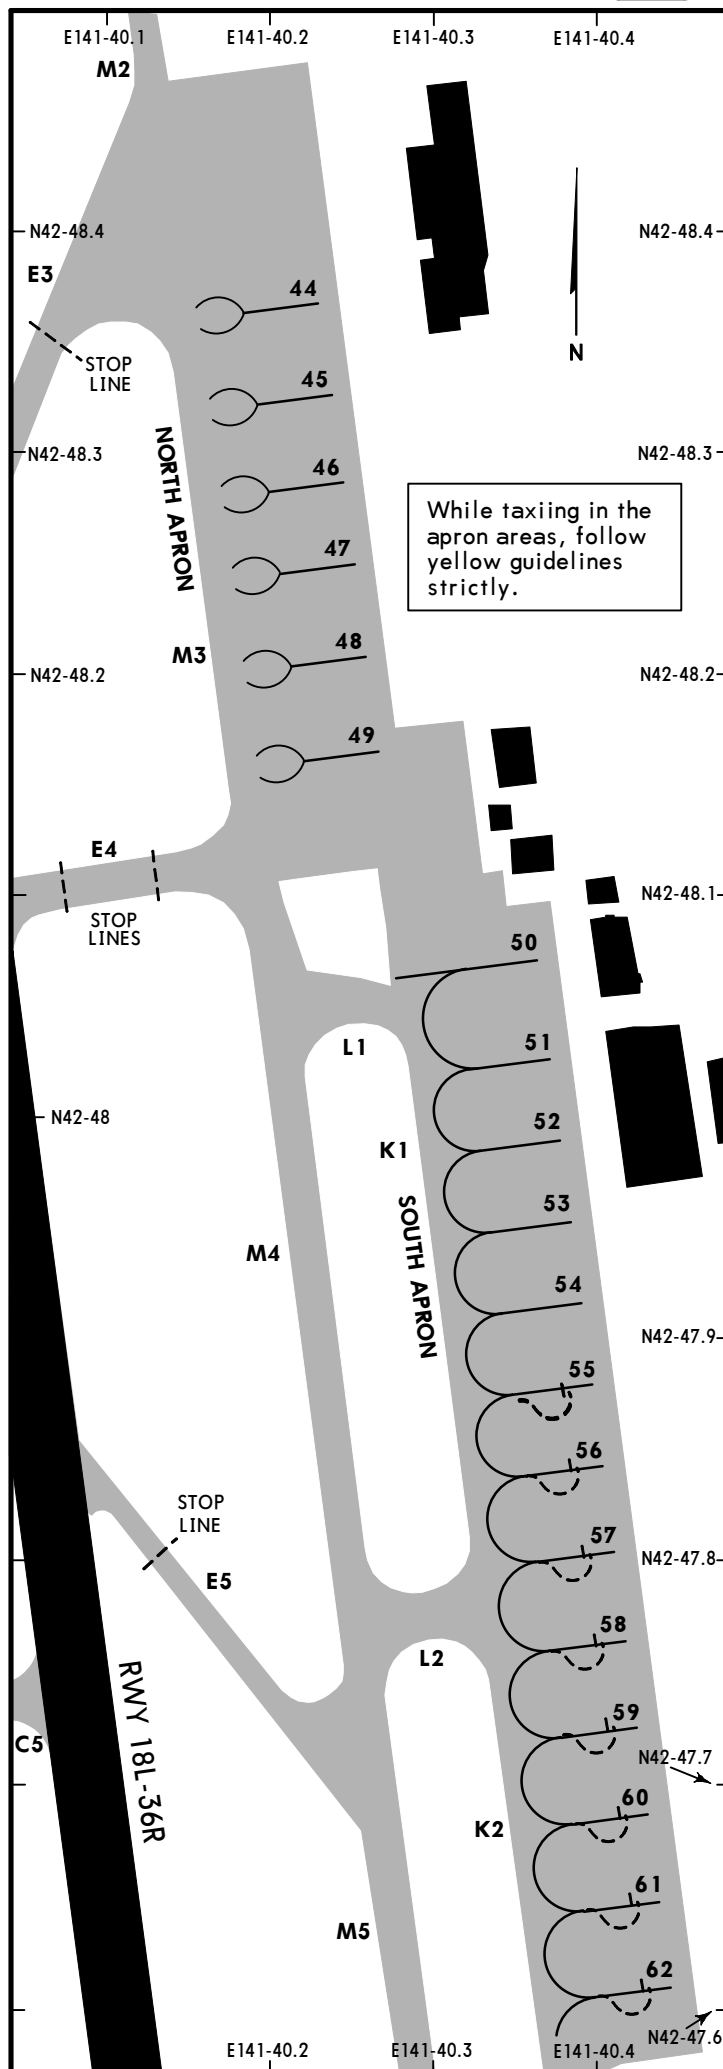 E141-40.1 E141-40.2 E141-40.3 E141-40.4
M2
N42-48.4 N42-48.4
E3
44
STOP
LINE
N
45
NORTH APRON
N42-48.3 N42-48.3
46
While taxiing in the
apron areas, follow
yellow guidelines
strictly.
47
48
M3
N42-48.2 N42-48.2
49
E4
N42-48.1
STOP
LINES
50
L1
51
N42-48
52
K1
SOUTH APRON
53
M4
54
N42-47.9
55
56
STOP
LINE
57
N42-47.8
E5
58
L2
RWY 18L-36R
59
C5
N42-47.7
60
K2
61
M5
62
N42-47.6
E141-40.2 E141-40.3 E141-40.4